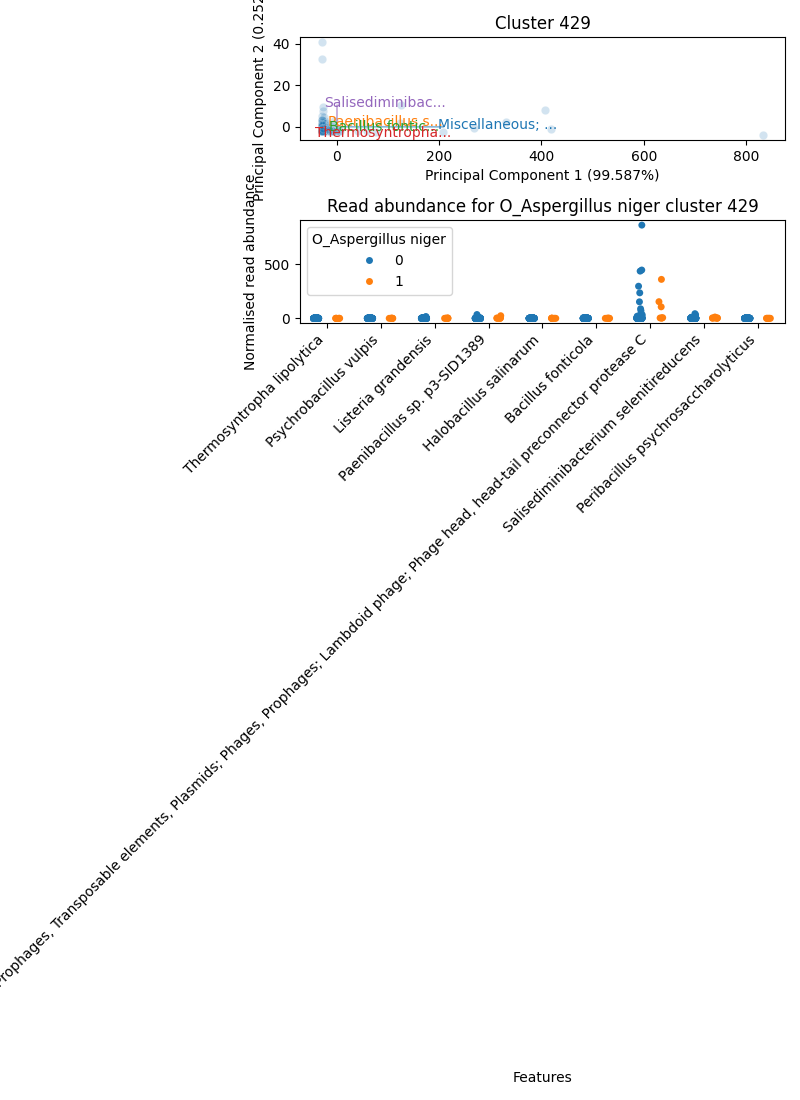 Cluster 429
Principal Component 2 (0.252
40
20
0
Salisediminibac...
Paenibacillus s...
Bacillus fontic...
Miscellaneous; ...
Thermosyntropha...
0
200
400
600
800
Principal Component 1 (99.587%)
Read abundance for O_Aspergillus niger cluster 429
Normalised read abundance
500
0
O_Aspergillus niger
0
1
Thermosyntropha lipolytica
Psychrobacillus vulpis
Listeria grandensis
Paenibacillus sp. p3-SID1389
Halobacillus salinarum
Bacillus fonticola
Prophages, Transposable elements, Plasmids; Phages, Prophages; Lambdoid phage; Phage head, head-tail preconnector protease C
Salisediminibacterium selenitireducens
Peribacillus psychrosaccharolyticus
Features